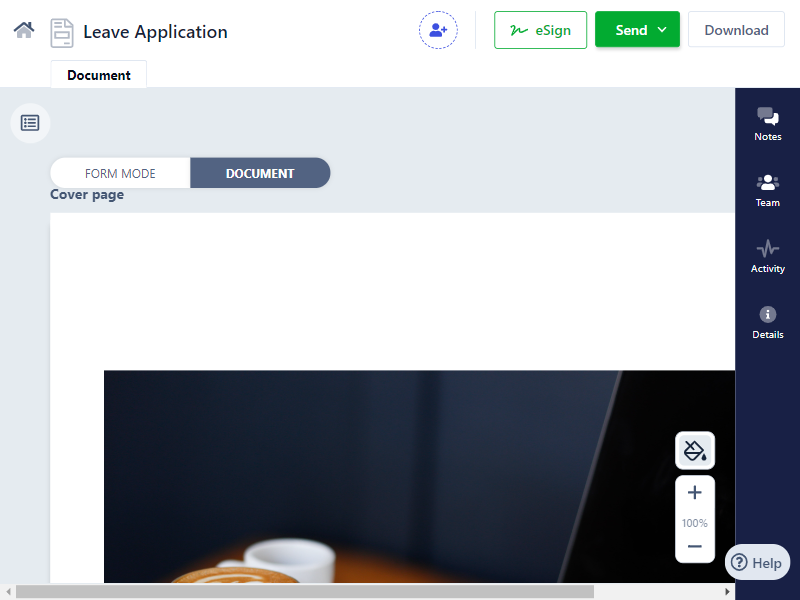 Leave Application
eSign
Send
Download
Document
Notes
FORM MODE
DOCUMENT
Cover page
Team
Activity
Details
100%
Help